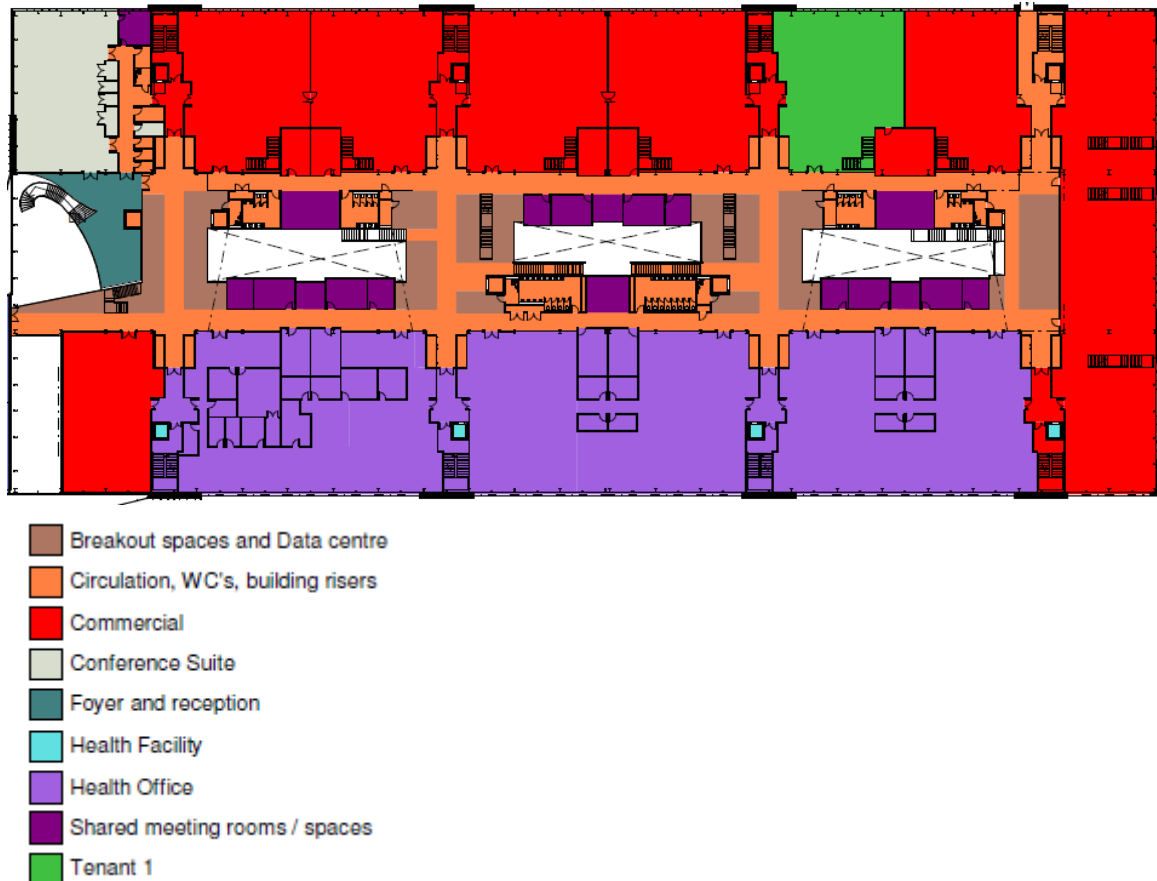 Breakout spaces and Data centre
Circulation, WC's, building risers
Commercial
Conference Suite
Foyer and reception
Health Facility
Health Office
Shared meeting rooms / spaces
Tenant 1